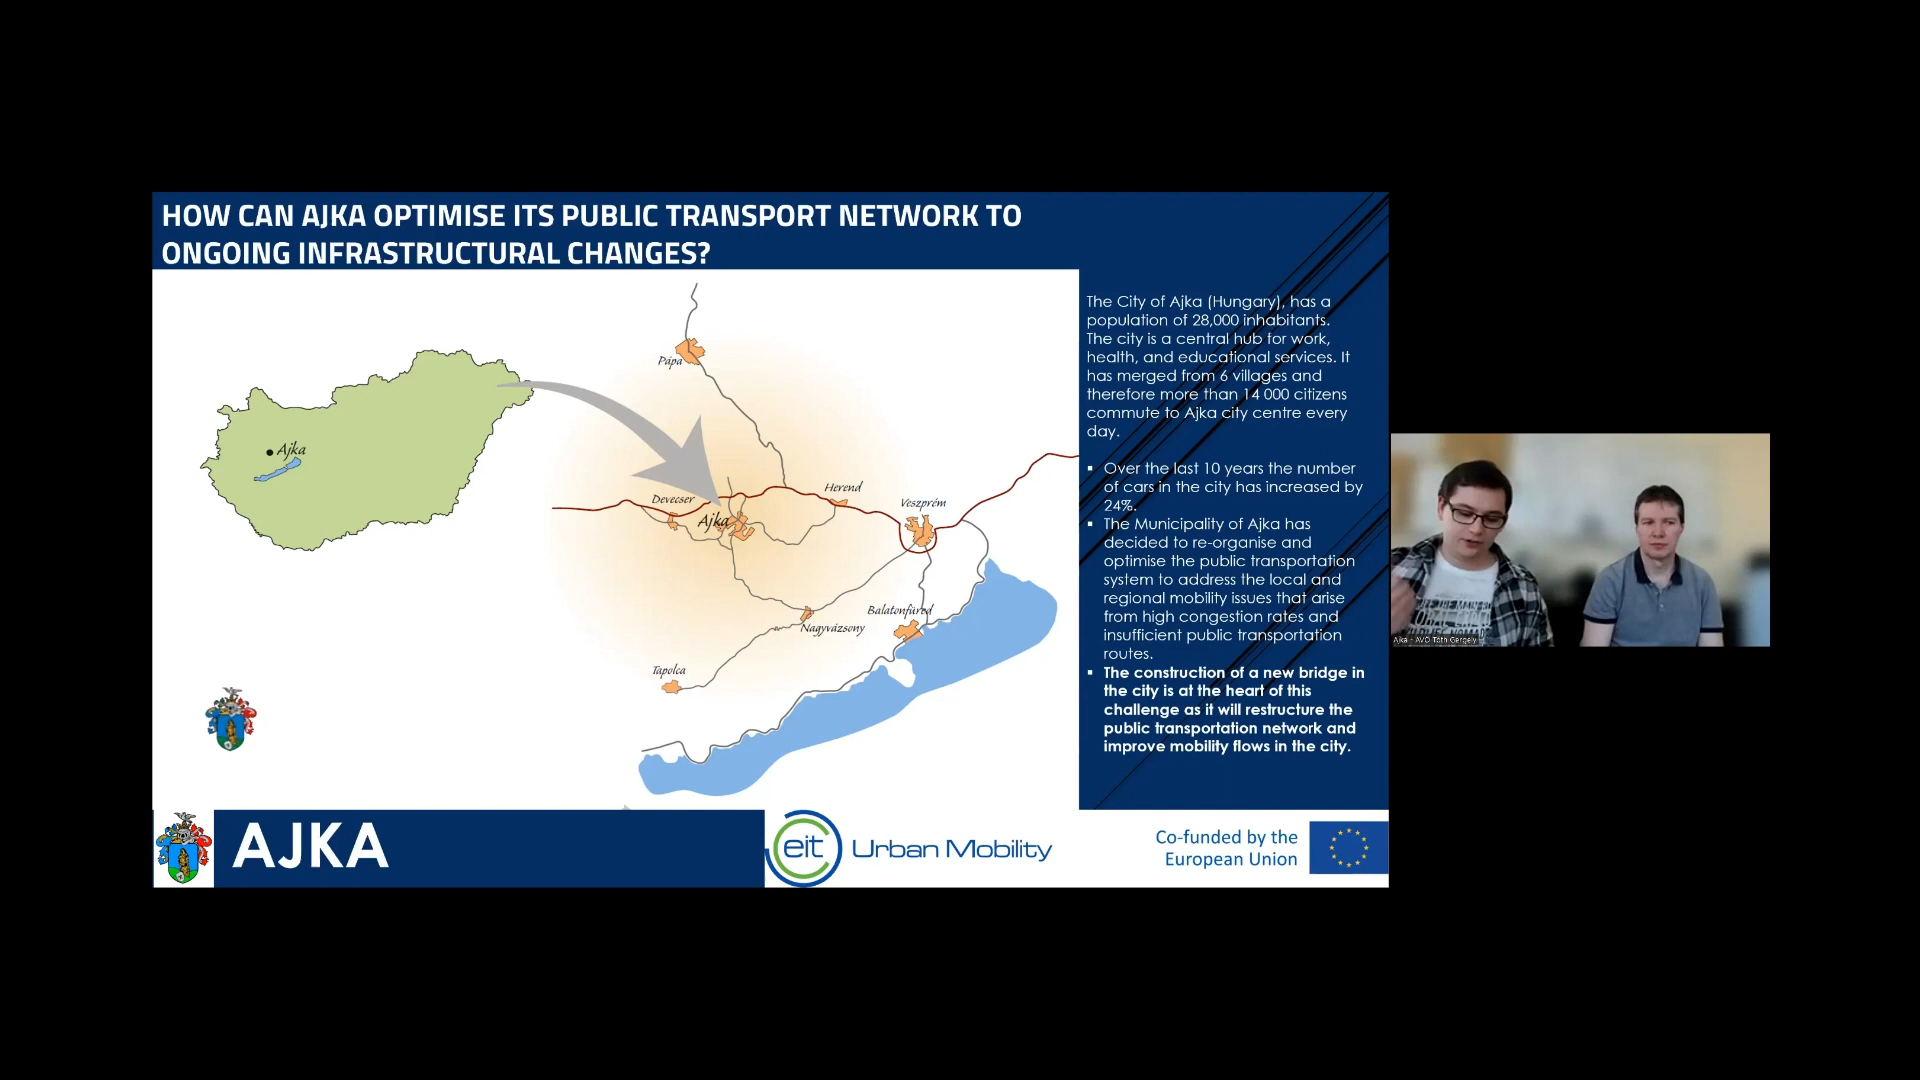 HOW CAN AJKA OPTIMISE ITS PUBLIC TRANSPORT NETWORK TO
ONGOING INFRASTRUCTURAL CHANGES?
Ajka
Pápa
Devecser
Ajka
Herend
Veszprém
Balatonfüred
Nagyvázsony
Tapolca
The City of Ajka (Hungary), has a
population of 28,000 inhabitants.
The city is a central hub for work,
health, and educational services. It
has merged from 6 villages and
therefore more than 14 000 citizens
commute to Ajka city centre every
day.
▪ Over the last 10 years the number
of cars in the city has increased by
24%.
▪ The Municipality of Ajka has
decided to re-organise and
optimise the public transportation
system to address the local and
regional mobility issues that arise
from high congestion rates and
insufficient public transportation
routes.
▪ The construction of a new bridge in
the city is at the heart of this
challenge as it will restructure the
public transportation network and
improve mobility flows in the city.
Ajka - AVO Tóth Gergely
AJKA
eit Urban Mobility
Co-funded by the
European Union